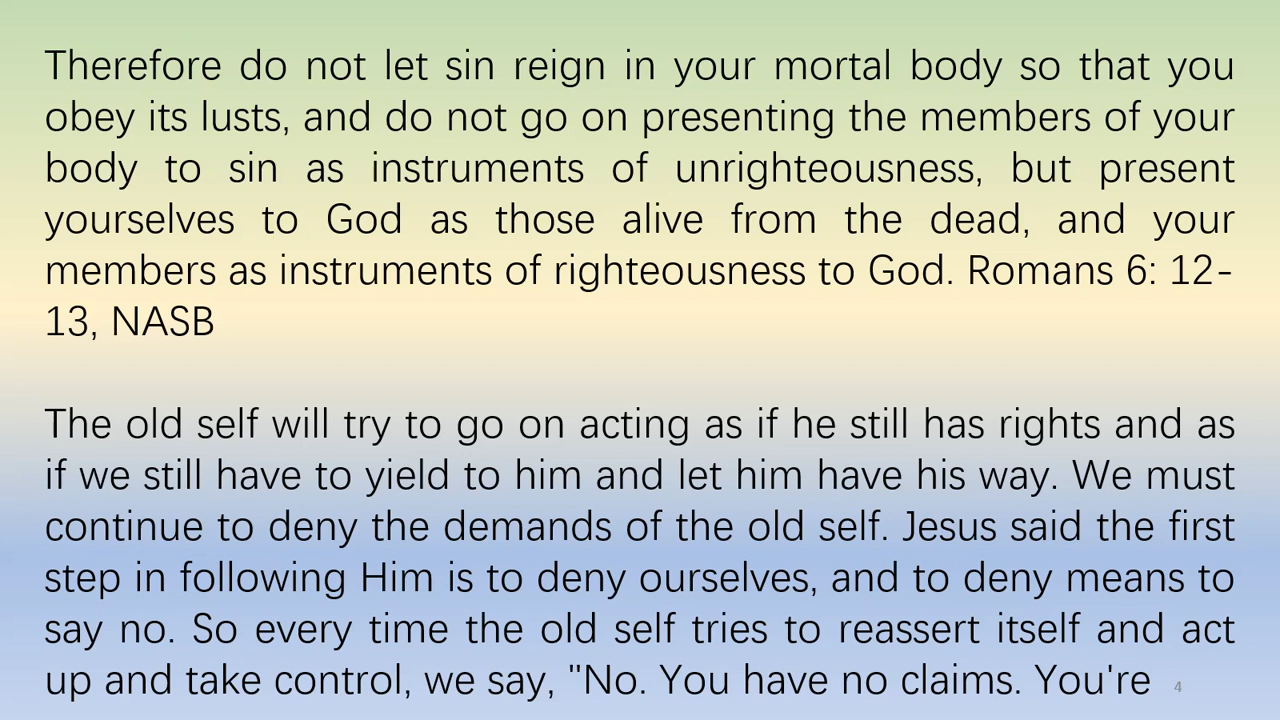 Therefore do not let sin reign in your mortal body so that you
obey its lusts, and do not go on presenting the members of your
body to sin as instruments of unrighteousness, but present
yourselves to God as those alive from the dead, and your
members as instruments of righteousness to God. Romans 6: 12-
13, NASB
The old self will try to go on acting as if he still has rights and as
if we still have to yield to him and let him have his way. We must
continue to deny the demands of the old self. Jesus said the first
step in following Him is to deny ourselves, and to deny means to
say no. So every time the old self tries to reassert itself and act
up and take control, we say, "No. You have no claims. You're
4